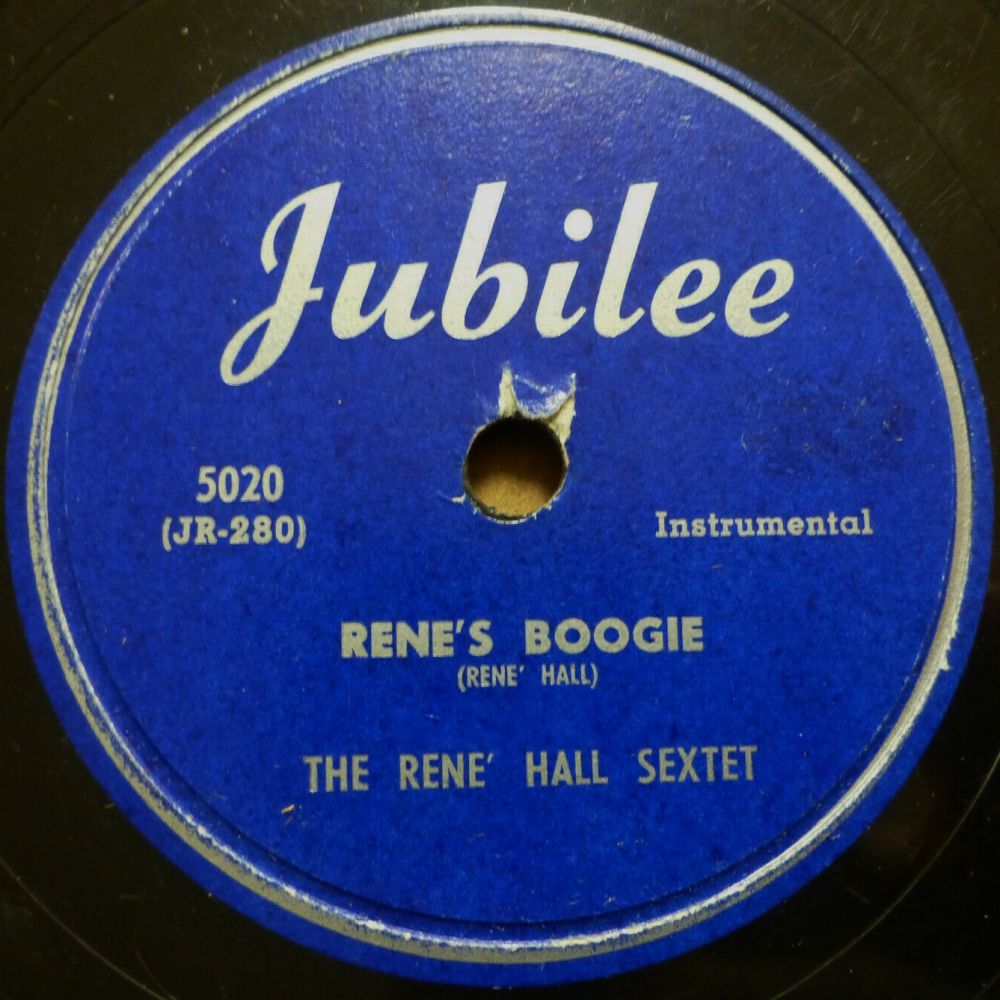 Jubilee
5020
(JR-280)
Instrumental
RENE'S BOOGIE
(RENE' HALL)
THE RENE' HALL SEXTET